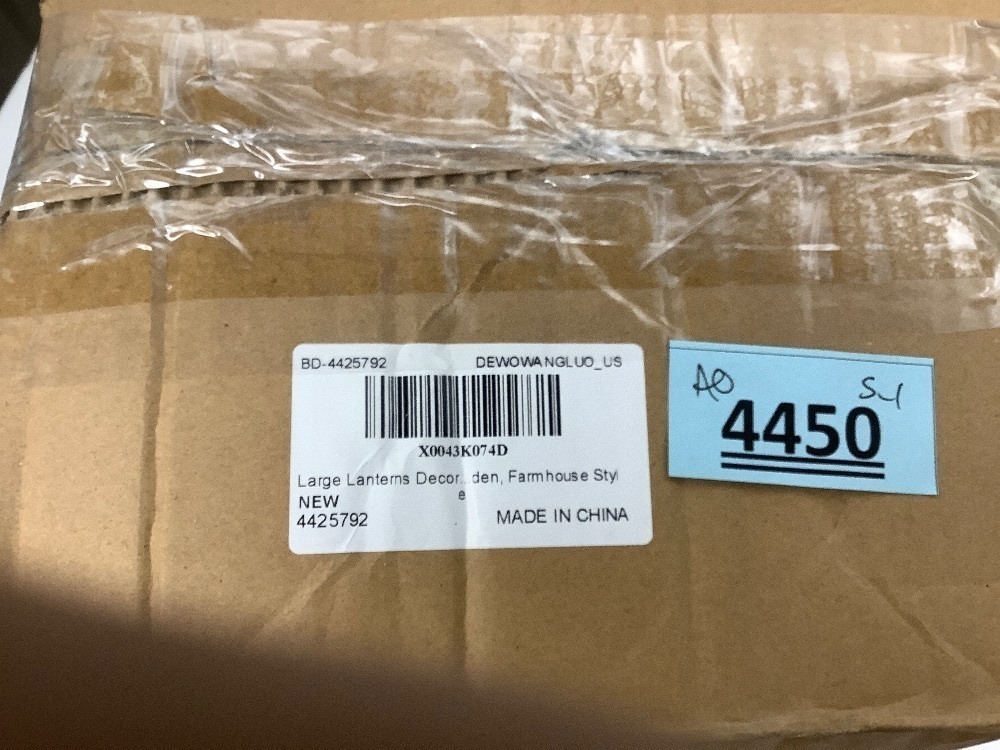 BD-4425792 DEWOWANGLUO_US
X0043K074D
Large Lanterns Decor...den, Farmhouse Styl
e
NEW
4425792 MADE IN CHINA
4450